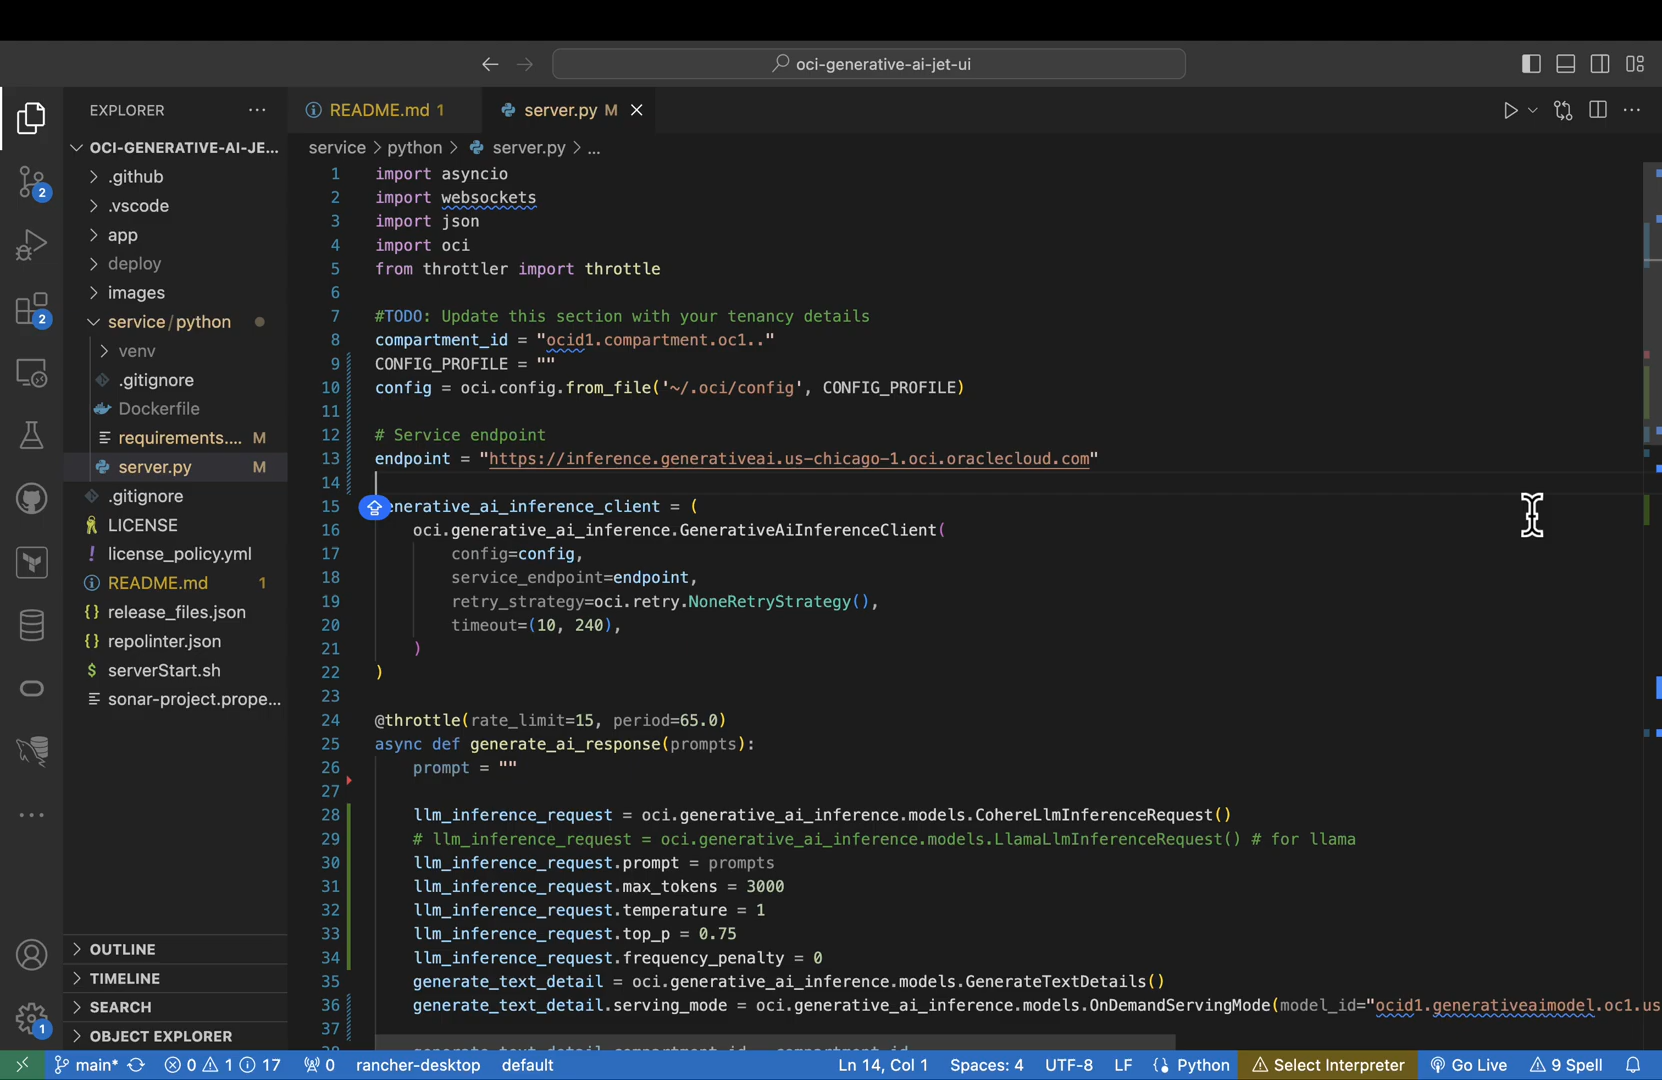 oci-generative-ai-jet-ui
EXPLORER
README.md 1
server.py M
OCI-GENERATIVE-AI-JE...
service > python > server.py > ...
.github
.vscode
app
deploy
images
service/python
venv
.gitignore
Dockerfile
requirements.... M
server.py M
.gitignore
LICENSE
license_policy.yml
README.md 1
release_files.json
repolinter.json
serverStart.sh
sonar-project.prope...
OUTLINE
TIMELINE
SEARCH
OBJECT EXPLORER
2
2
1
1 import asyncio
2 import websockets
3 import json
4 import oci
5 from throttler import throttle
6
7 #TODO: Update this section with your tenancy details
8 compartment_id = "ocid1.compartment.oc1.."
9 CONFIG_PROFILE = ""
10 config = oci.config.from_file('~/.oci/config', CONFIG_PROFILE)
11
12 # Service endpoint
13 endpoint = "https://inference.generativeai.us-chicago-1.oci.oraclecloud.com"
14
15 enerative_ai_inference_client = (
16 oci.generative_ai_inference.GenerativeAiInferenceClient(
17 config=config,
18 service_endpoint=endpoint,
19 retry_strategy=oci.retry.NoneRetryStrategy(),
20 timeout=(10, 240),
21 )
22 )
23
24 @throttle(rate_limit=15, period=65.0)
25 async def generate_ai_response(prompts):
26 prompt = ""
27
28 llm_inference_request = oci.generative_ai_inference.models.CohereLlmInferenceRequest()
29 # llm_inference_request = oci.generative_ai_inference.models.LlamaLlmInferenceRequest() # for llama
30 llm_inference_request.prompt = prompts
31 llm_inference_request.max_tokens = 3000
32 llm_inference_request.temperature = 1
33 llm_inference_request.top_p = 0.75
34 llm_inference_request.frequency_penalty = 0
35 generate_text_detail = oci.generative_ai_inference.models.GenerateTextDetails()
36 generate_text_detail.serving_mode = oci.generative_ai_inference.models.OnDemandServingMode(model_id="ocid1.generativeaimodel.oc1.us
37
main* 0 1 17 0 rancher-desktop default Ln 14, Col 1 Spaces: 4 UTF-8 LF Python Select Interpreter Go Live 9 Spell